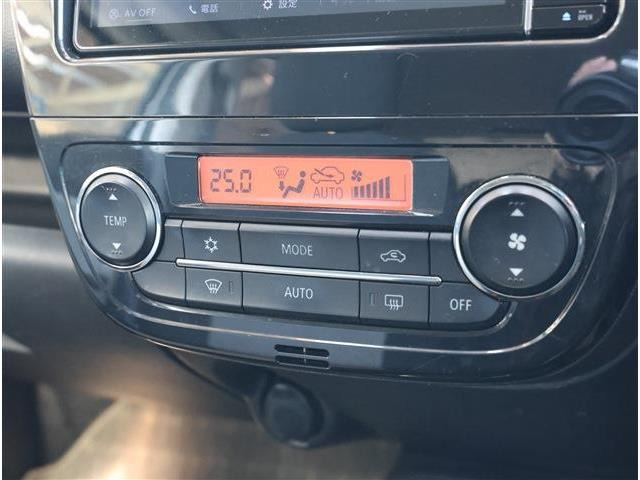 AV OFF 電話 設定
OPEN
25.0 AUTO
TEMP
MODE
AUTO
OFF